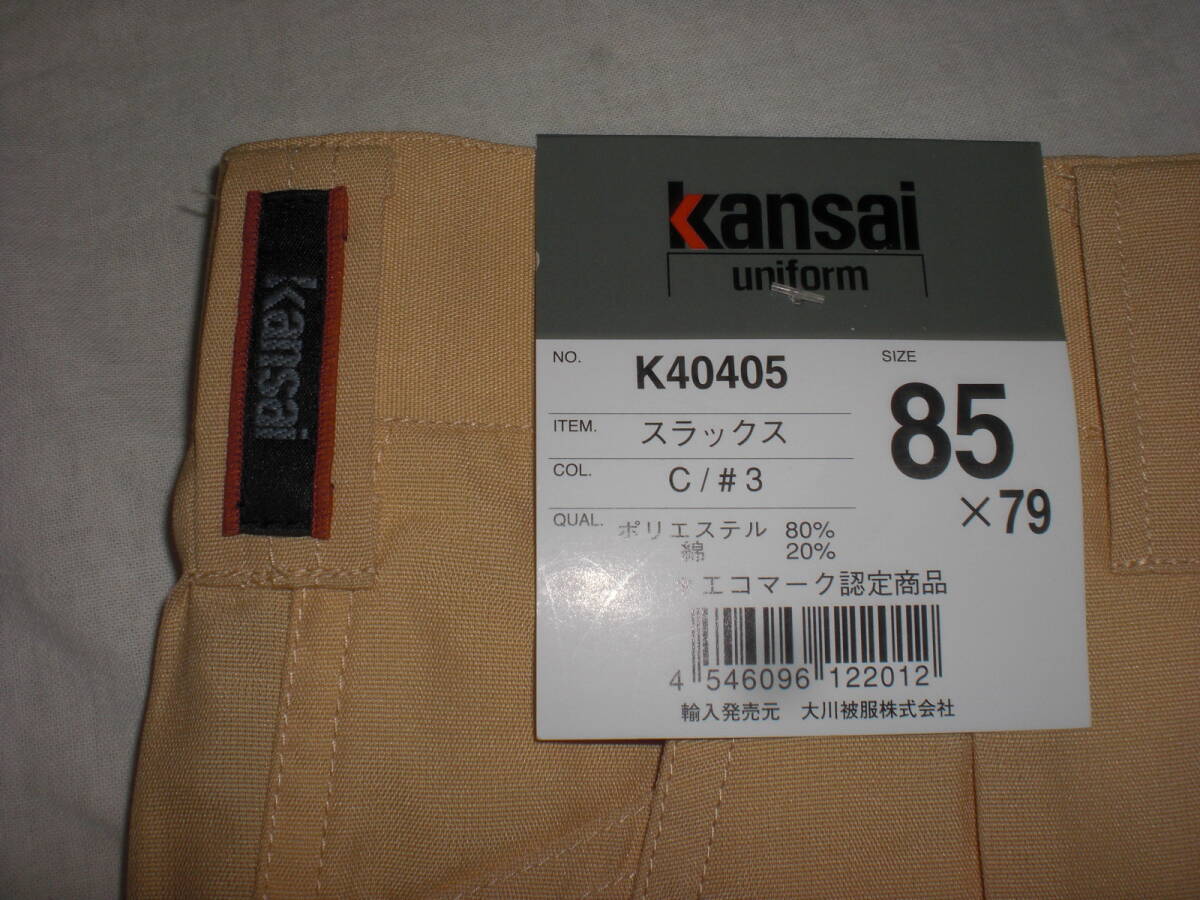 kansai
kansai
uniform
NO. K40405
SIZE
85
×79
ITEM. スラックス
COL. C/#3
QUAL. ポリエステル 80%
綿 20%
エコマーク認定商品
4 546096 122012
輸入発売元 大川被服株式会社